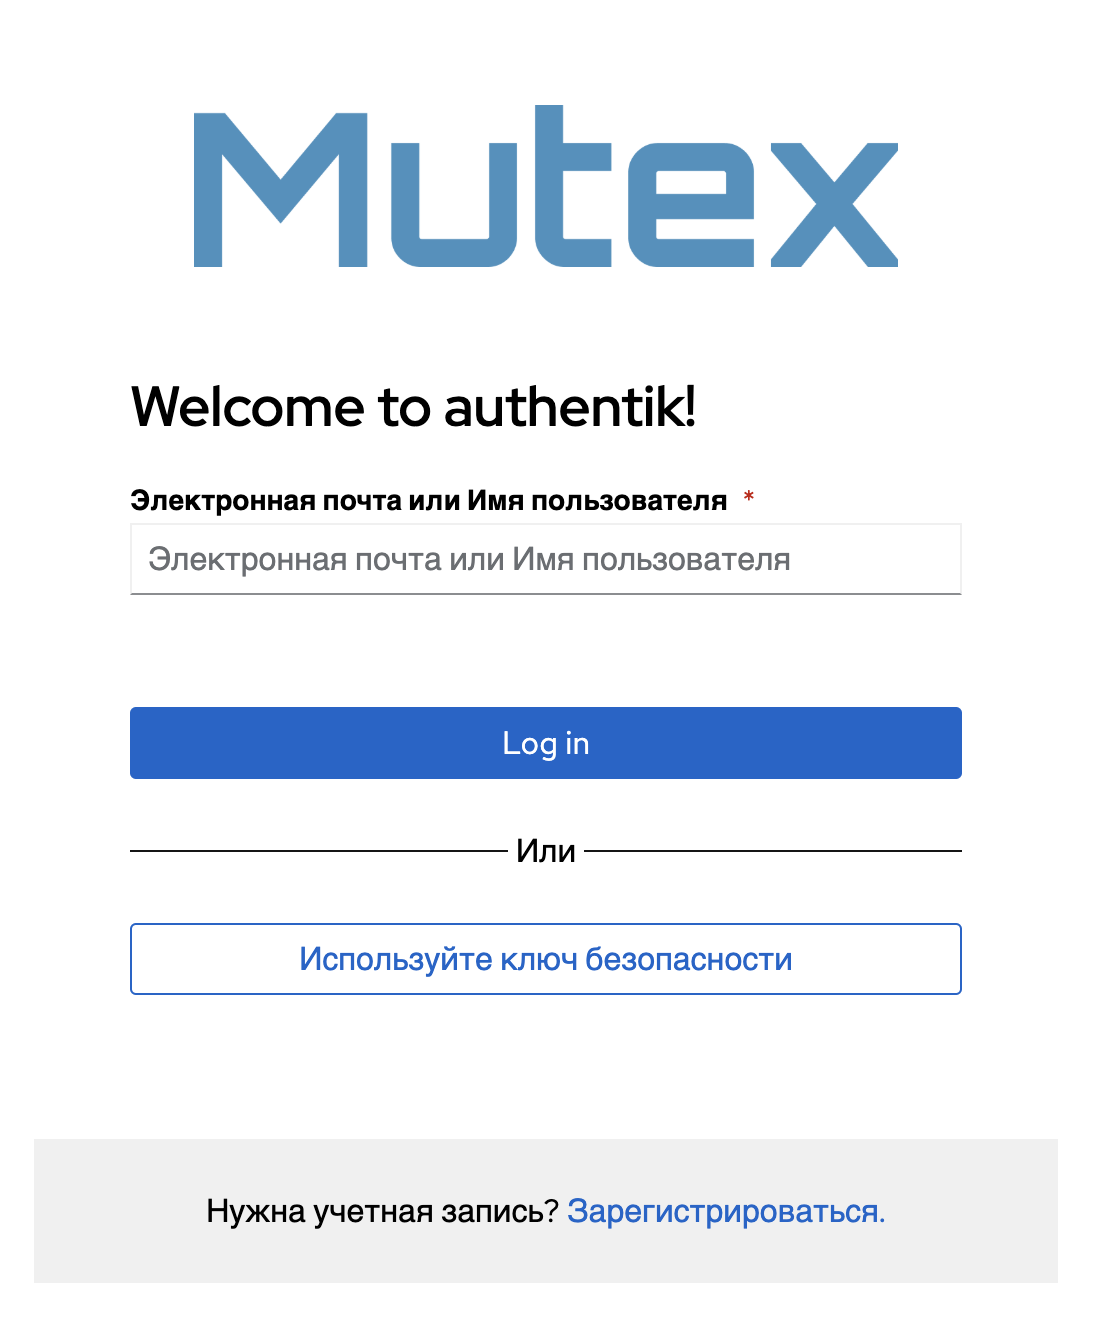 Mutex
Welcome to authentik!
Электронная почта или Имя пользователя *
Электронная почта или Имя пользователя
Log in
Или
Используйте ключ безопасности
Нужна учетная запись? Зарегистрироваться.